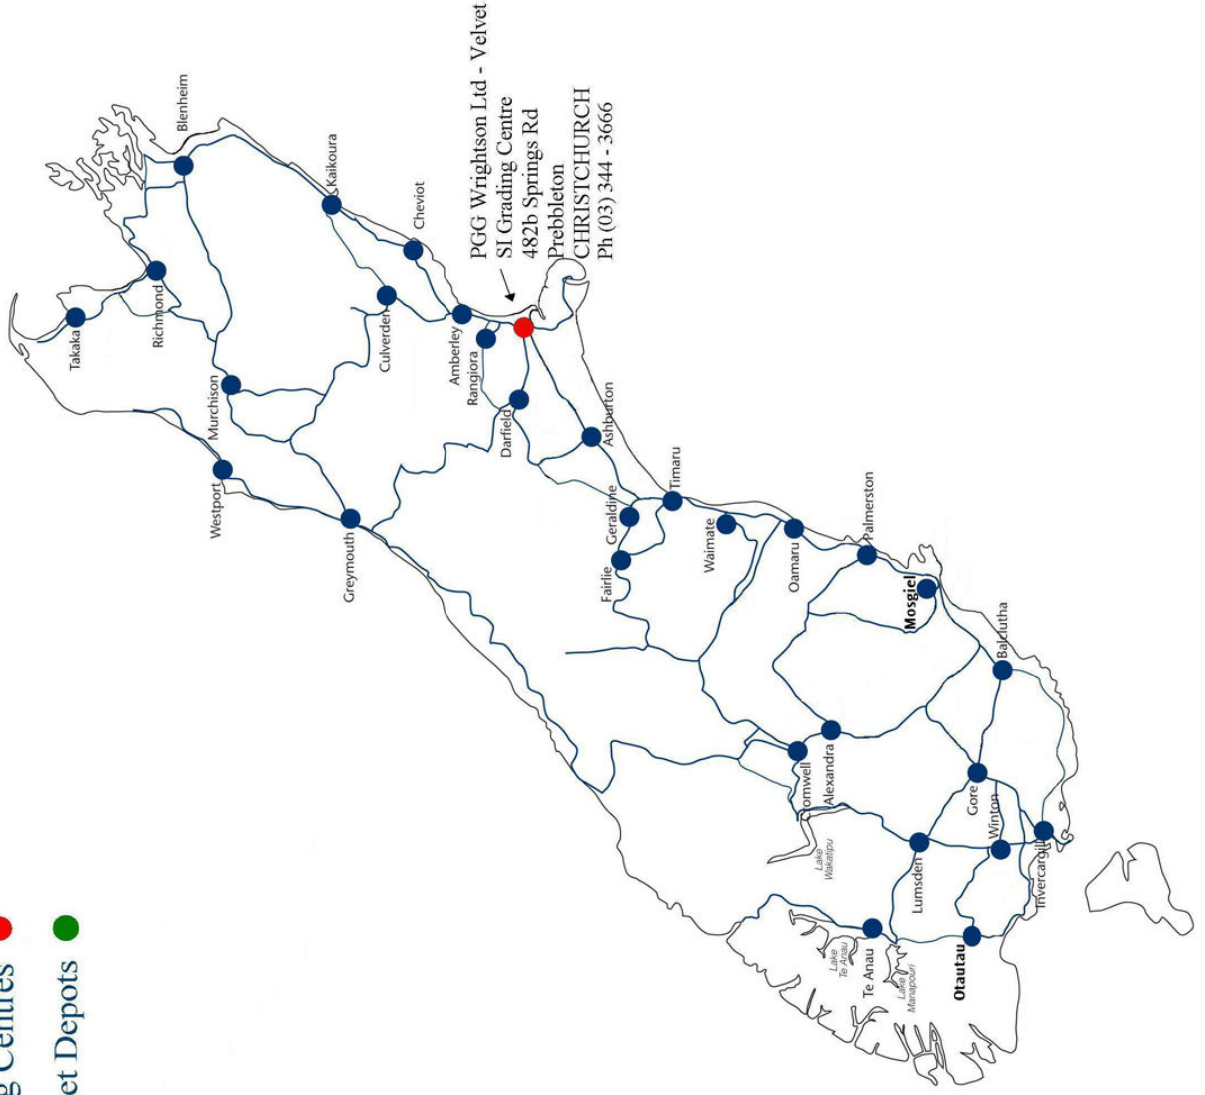 g Centres
et Depots
PGG Wrightson Ltd - Velvet
SI Grading Centre
482b Springs Rd
Prebbleton
CHRISTCHURCH
Ph (03) 344 - 3666
Takaka
Richmond
Blenheim
Murchison
Westport
Kaikoura
Culverden
Cheviot
Greymouth
Amberley
Rangiora
Darfield
Ashburton
Geraldine
Fairlie
Timaru
Waimate
Oamaru
Palmerston
Mosgiel
Balclutha
Cromwell
Alexandra
Lake
Wakatipu
Gore
Winton
Lumsden
Invercargill
Lake
Te Anau
Te Anau
Lake
Manapouri
Otautau